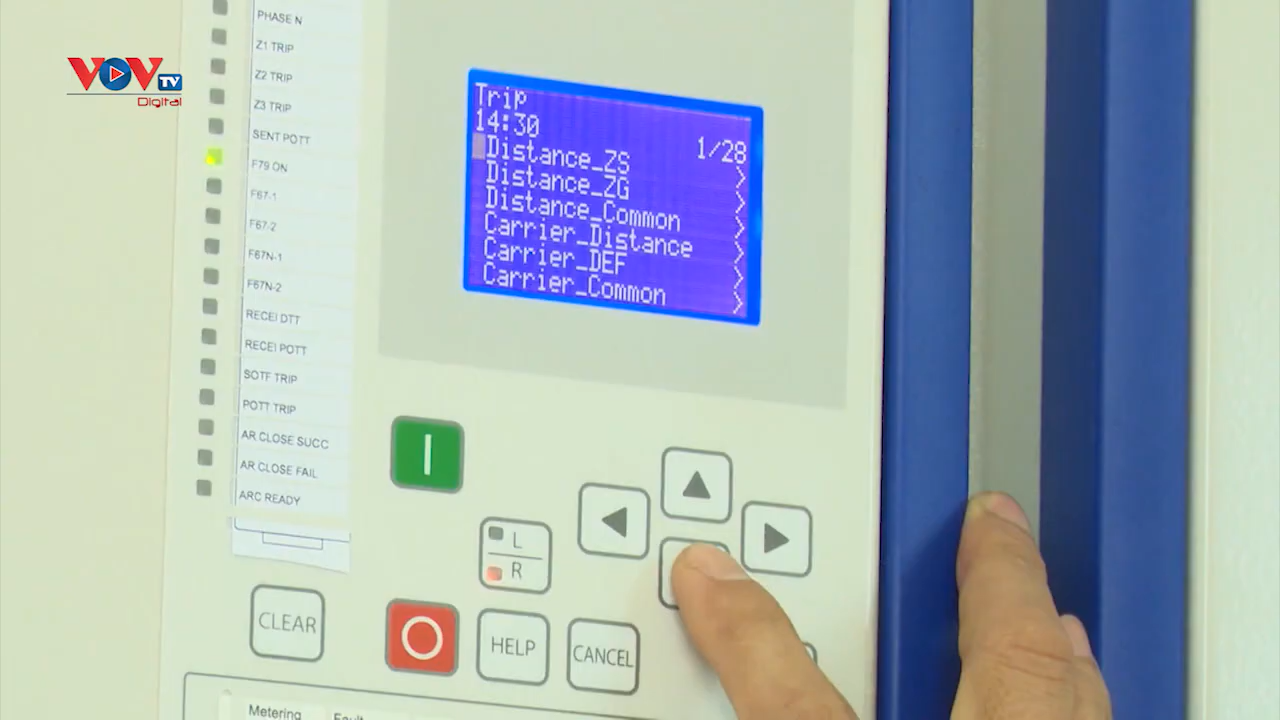 VOV TV
Digital
PHASE N
Z1 TRIP
Z2 TRIP
Z3 TRIP
SENT POTT
F79 ON
F67-1
F67-2
F67N-1
F67N-2
RECEI DTT
RECEI POTT
SOTF TRIP
POTT TRIP
AR CLOSE SUCC
AR CLOSE FAIL
ARC READY
Trip
14:30 1/28
Distance_ZS >
Distance_ZG >
Distance_Common >
Carrier_Distance >
Carrier_DEF >
Carrier_Common >
L
R
CLEAR
HELP
CANCEL
Metering